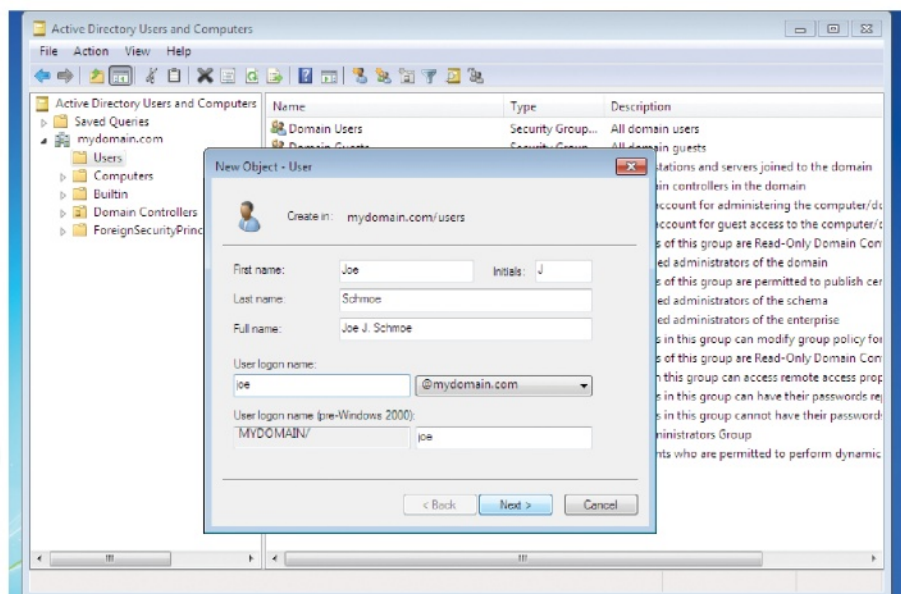 Active Directory Users and Computers
File Action View Help
Active Directory Users and Computers
Saved Queries
mydomain.com
Users
Computers
Builtin
Domain Controllers
ForeignSecurityPrinc
Name Type Description
Domain Users Security Group... All domain users
Domain Guests Security Group All domain guests
stations and servers joined to the domain
in controllers in the domain
ccount for administering the computer/do
ccount for guest access to the computer/c
s of this group are Read-Only Domain Con
ed administrators of the domain
s of this group are permitted to publish cer
ed administrators of the schema
ed administrators of the enterprise
s in this group can modify group policy for
s of this group are Read-Only Domain Con
n this group can access remote access prop
s in this group can have their passwords rep
s in this group cannot have their password
ministrators Group
nts who are permitted to perform dynamic
New Object - User
Create in: mydomain.com/users
First name: Joe Initials: J
Last name: Schmoe
Full name: Joe J. Schmoe
User logon name:
joe @mydomain.com
User logon name (pre-Windows 2000):
MYDOMAIN/ joe
< Back Next > Cancel